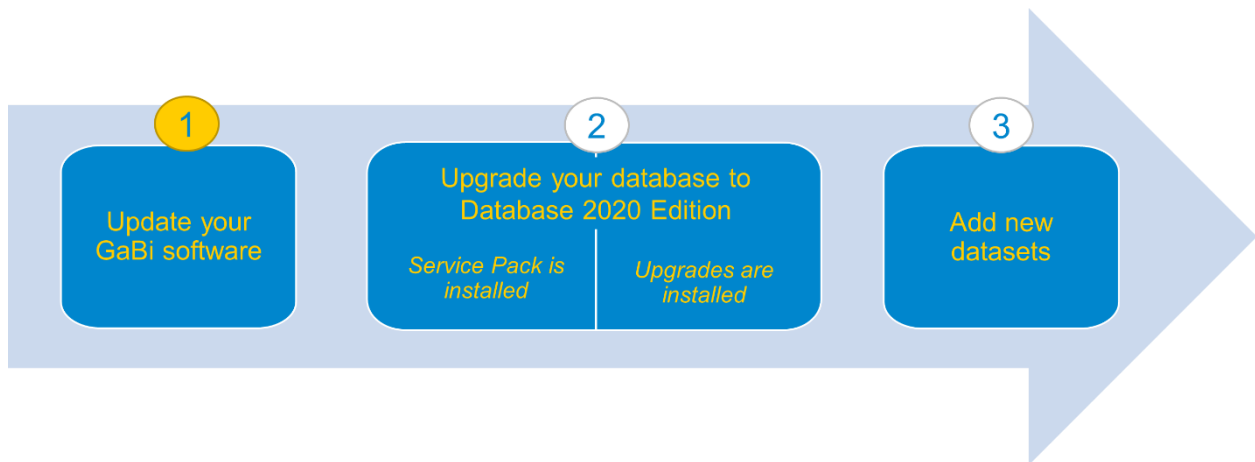 1
Update your
GaBi software
2
Upgrade your database to
Database 2020 Edition
Service Pack is
installed
Upgrades are
installed
3
Add new
datasets